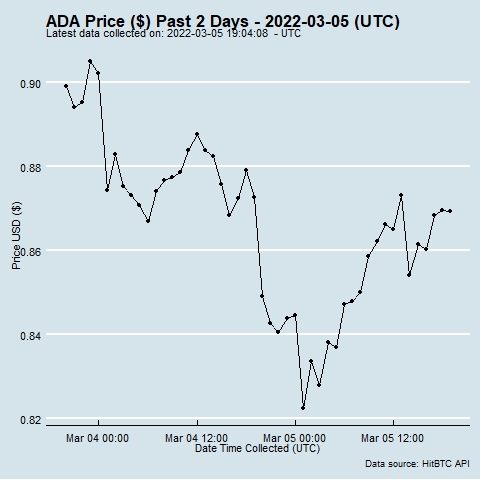 ADA Price ($) Past 2 Days - 2022-03-05 (UTC)
Latest data collected on: 2022-03-05 19:04:08 - UTC
Price USD ($)
0.90
0.88
0.86
0.84
0.82
Mar 04 00:00 Mar 04 12:00 Mar 05 00:00 Mar 05 12:00
Date Time Collected (UTC)
Data source: HitBTC API